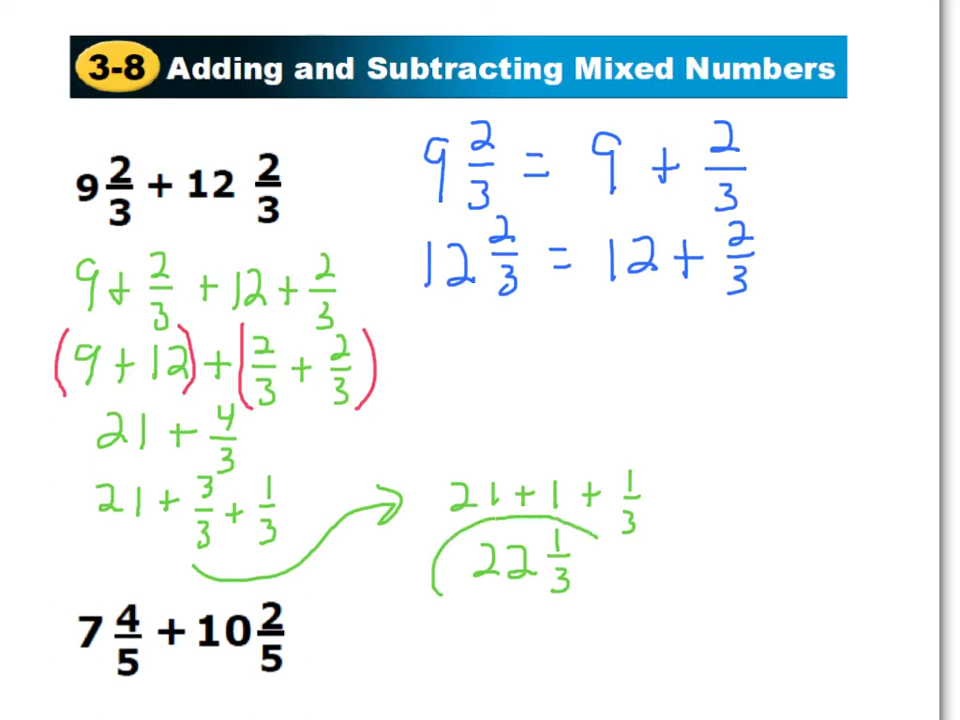 3-8 Adding and Subtracting Mixed Numbers
9 2/3 + 12 2/3
9 2/3 = 9 + 2/3
12 2/3 = 12 + 2/3
9 + 2/3 + 12 + 2/3
(9 + 12) + (2/3 + 2/3)
21 + 4/3
21 + 3/3 + 1/3
21 + 1 + 1/3
22 1/3
7 4/5 + 10 2/5